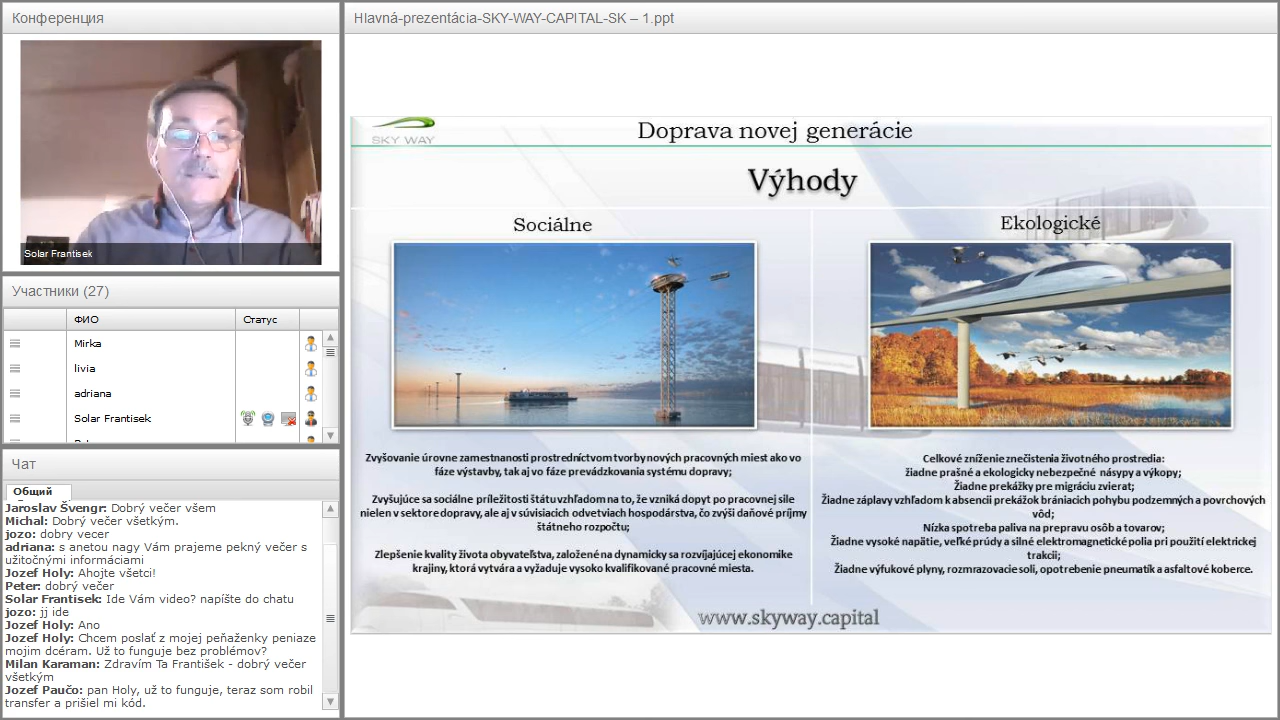 Конференция
Solar Frantisek
Участники (27)
ФИО
Статус
Mirka
livia
adriana
Solar Frantisek
Чат
Общий
Jaroslav Švengr: Dobrý večer všem
Michal: Dobrý večer všetkým.
jozo: dobry vecer
adriana: s anetou nagy Vám prajeme pekný večer s
užitočnými informáciami
Jozef Holy: Ahojte všetci!
Peter: dobrý večer
Solar Frantisek: Ide Vám video? napíšte do chatu
jozo: jj ide
Jozef Holy: Ano
Jozef Holy: Chcem poslať z mojej peňaženky peniaze
mojim dcéram. Už to funguje bez problémov?
Milan Karaman: Zdravím Ta František - dobrý večer
všetkým
Jozef Paučo: pan Holy, už to funguje, teraz som robil
transfer a prišiel mi kód.
Hlavná-prezentácia-SKY-WAY-CAPITAL-SK – 1.ppt
SKY WAY
Doprava novej generácie
Výhody
Sociálne
Zvyšovanie úrovne zamestnanosti prostredníctvom tvorby nových pracovných miest ako vo
fáze výstavby, tak aj vo fáze prevádzkovania systému dopravy;
Zvyšujúce sa sociálne príležitosti štátu vzhľadom na to, že vzniká dopyt po pracovnej sile
nielen v sektore dopravy, ale aj v súvisiacich odvetviach hospodárstva, čo zvýši daňové príjmy
štátneho rozpočtu;
Zlepšenie kvality života obyvateľstva, založené na dynamicky sa rozvíjajúcej ekonomike
krajiny, ktorá vytvára a vyžaduje vysoko kvalifikované pracovné miesta.
Ekologické
Celkové zníženie znečistenia životného prostredia:
žiadne prašné a ekologicky nebezpečné násypy a výkopy;
Žiadne prekážky pre migráciu zvierat;
Žiadne záplavy vzhľadom k absencii prekážok brániacich pohybu podzemných a povrchových
vôd;
Nízka spotreba paliva na prepravu osôb a tovarov;
Žiadne vysoké napätie, veľké prúdy a silné elektromagnetické polia pri použití elektrickej
trakcii;
Žiadne výfukové plyny, rozmrazovacie soli, opotrebenie pneumatík a asfaltové koberce.
www.skyway.capital